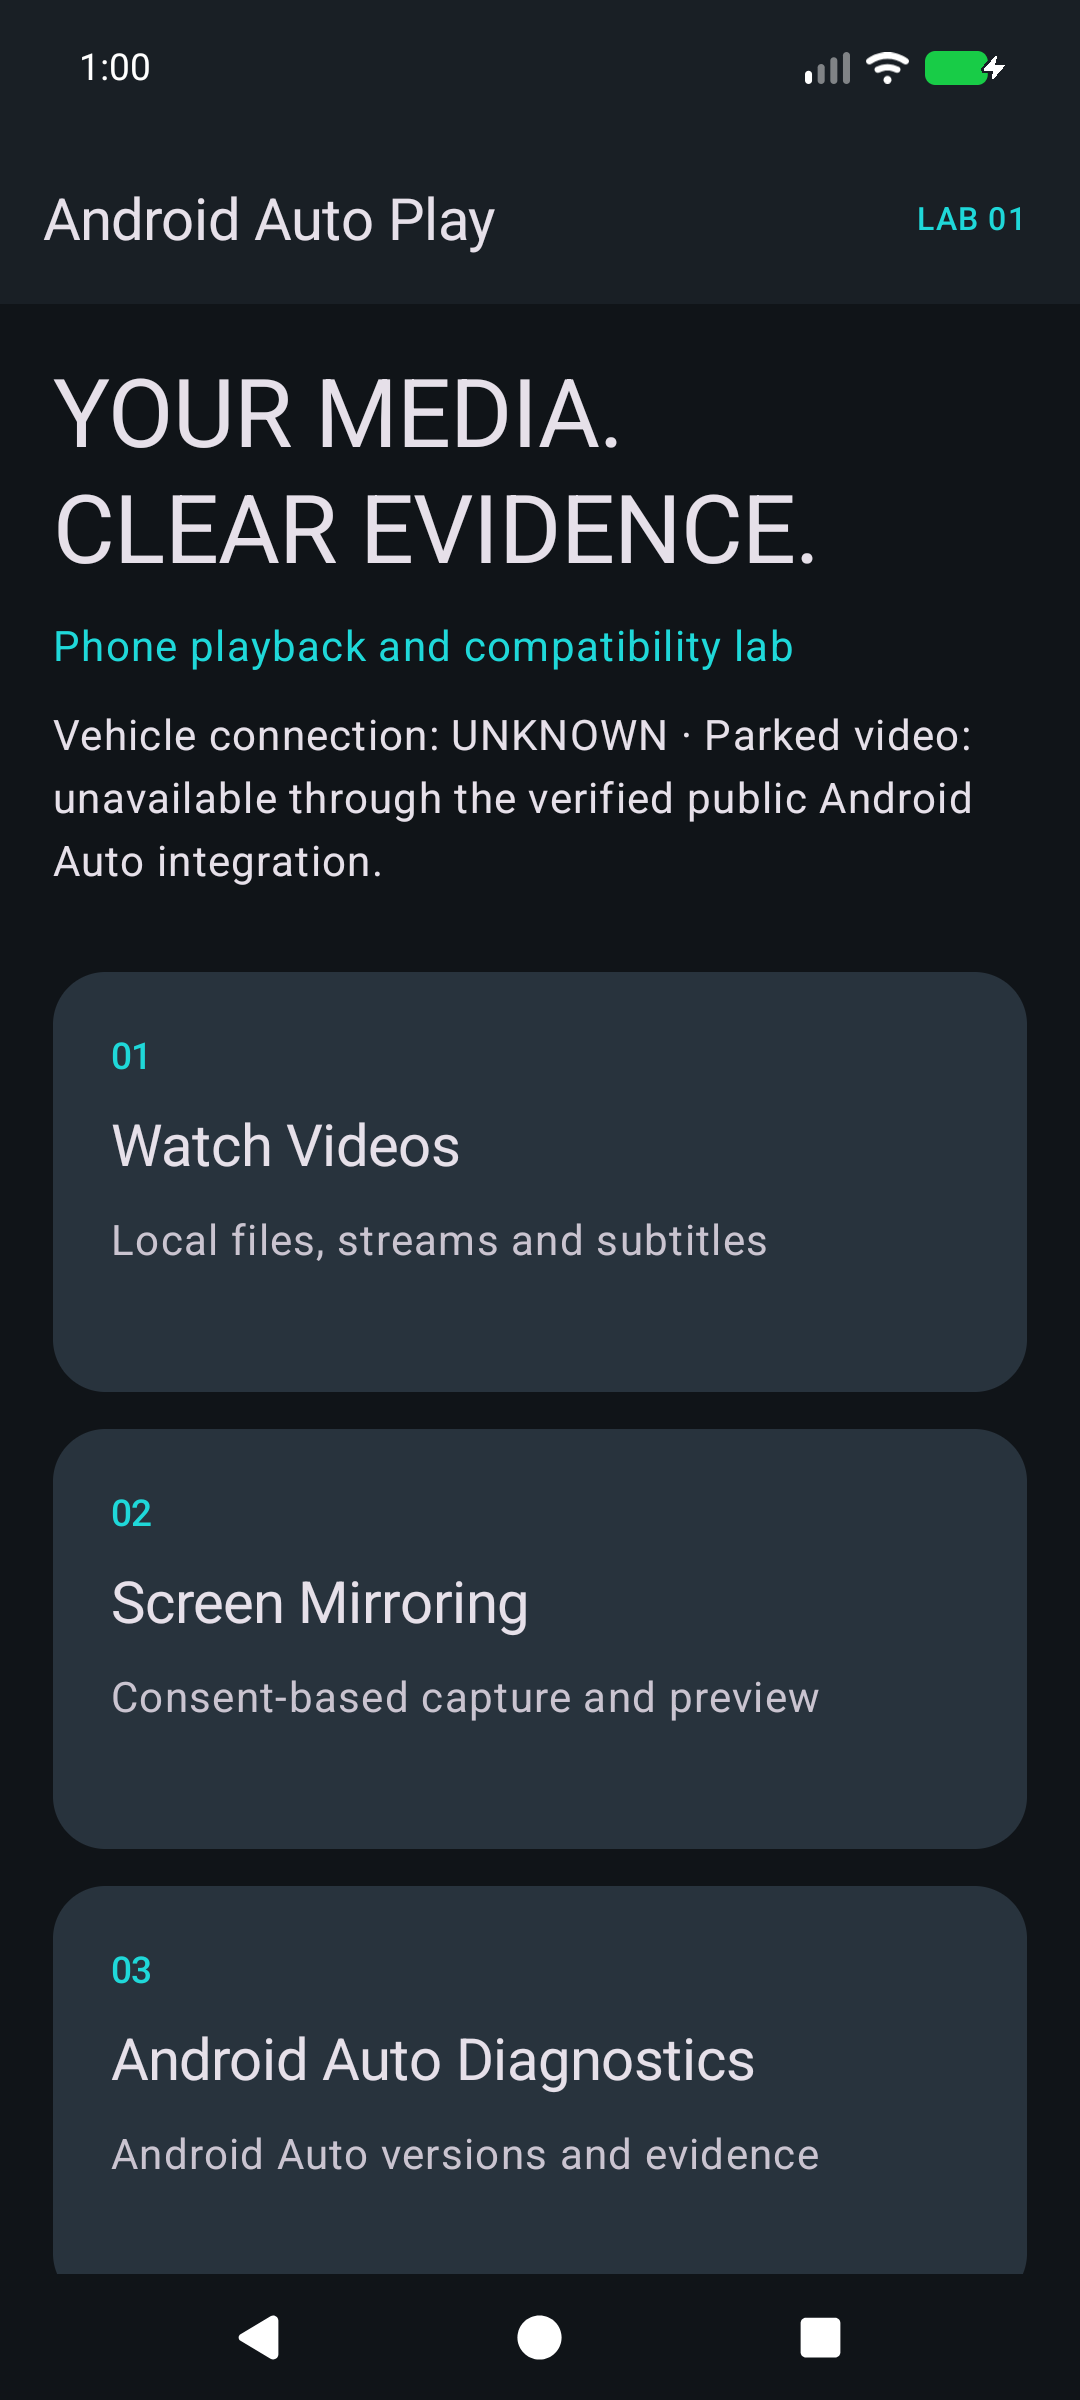 1:00
Android Auto Play
LAB 01
YOUR MEDIA.
CLEAR EVIDENCE.
Phone playback and compatibility lab
Vehicle connection: UNKNOWN · Parked video:
unavailable through the verified public Android
Auto integration.
01
Watch Videos
Local files, streams and subtitles
02
Screen Mirroring
Consent-based capture and preview
03
Android Auto Diagnostics
Android Auto versions and evidence